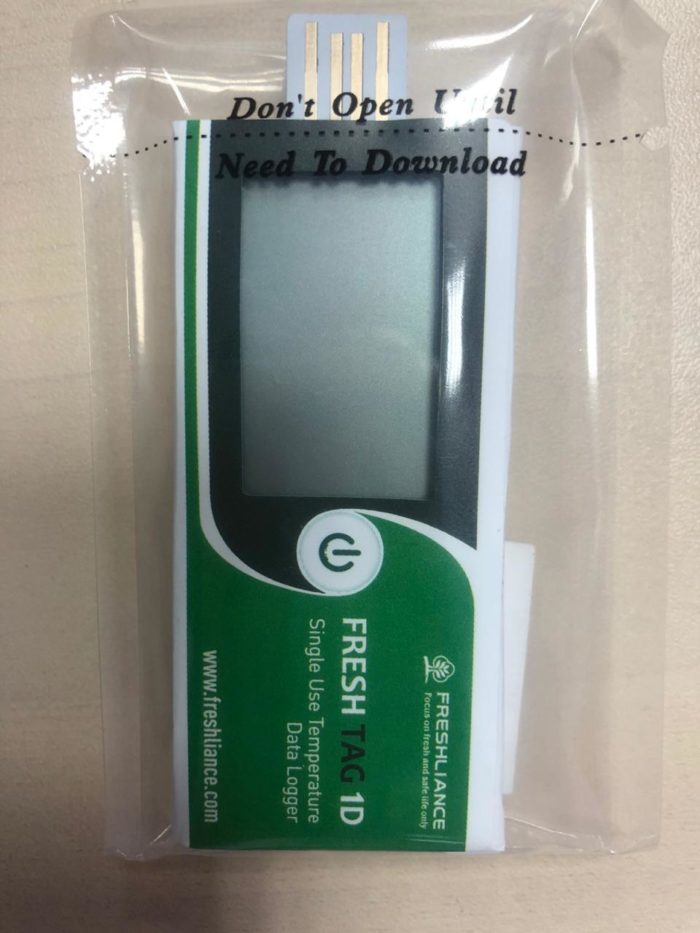 Don't Open Until
Need To Download
FRESHLIANCE
Focus on fresh and safe life only
FRESH TAG 1D
Single Use Temperature
Data Logger
www.freshliance.com